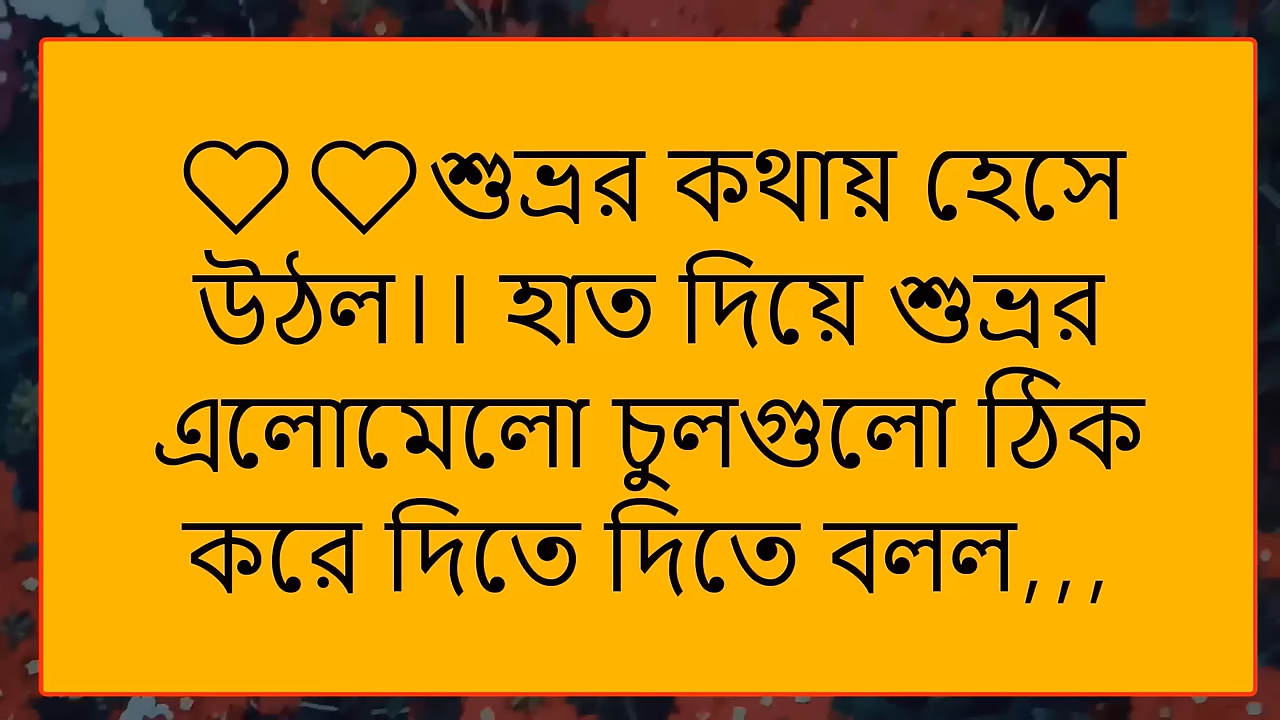 ♡♡শুভ্রর কথায় হেসে
উঠল।। হাত দিয়ে শুভ্রর
এলোমেলো চুলগুলো ঠিক
করে দিতে দিতে বলল,,,